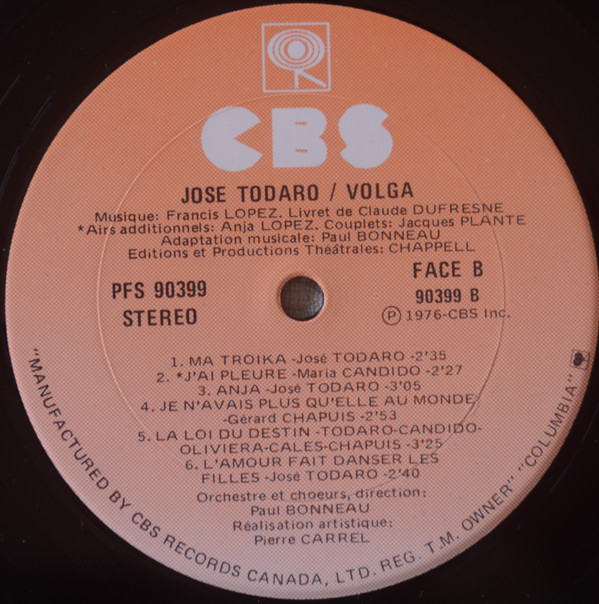 CBS
JOSE TODARO / VOLGA
Musique: Francis LOPEZ. Livret de Claude DUFRESNE
*Airs additionnels: Anja LOPEZ. Couplets: Jacques PLANTE
Adaptation musicale: Paul BONNEAU
Editions et Productions Théâtrales: CHAPPELL
PFS 90399
STEREO
FACE B
90399 B
Ⓟ 1976-CBS Inc.
1. MA TROIKA -José TODARO -2'35
2. *J'AI PLEURE -Maria CANDIDO -2'27
3. ANJA -José TODARO -3'05
4. JE N'AVAIS PLUS QU'ELLE AU MONDE
-Gérard CHAPUIS -2'53
5. LA LOI DU DESTIN -TODARO-CANDIDO-
OLIVIERA-CALES-CHAPUIS -3'25
6. L'AMOUR FAIT DANSER LES
FILLES -José TODARO -2'40
Orchestre et choeurs, direction:
Paul BONNEAU
Réalisation artistique:
Pierre CARREL
"MANUFACTURED BY CBS RECORDS CANADA, LTD. REG. T.M. OWNER" "COLUMBIA"